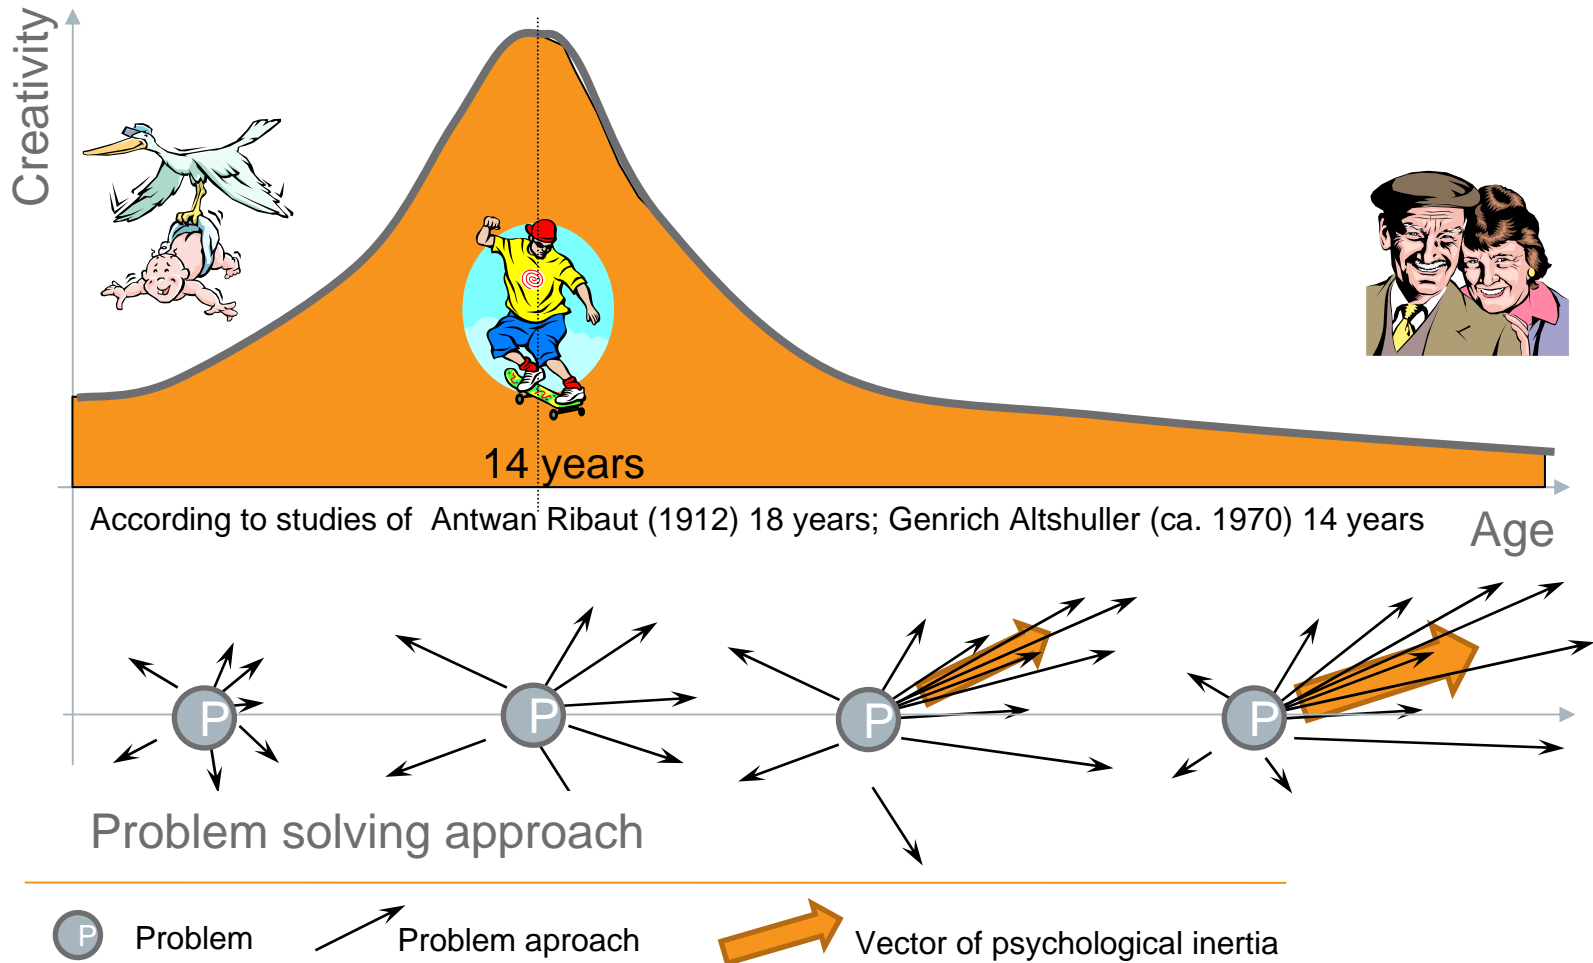 Creativity
14 years
According to studies of Antwan Ribaut (1912) 18 years; Genrich Altshuller (ca. 1970) 14 years
Age
P P P P
Problem solving approach
P Problem Problem aproach Vector of psychological inertia